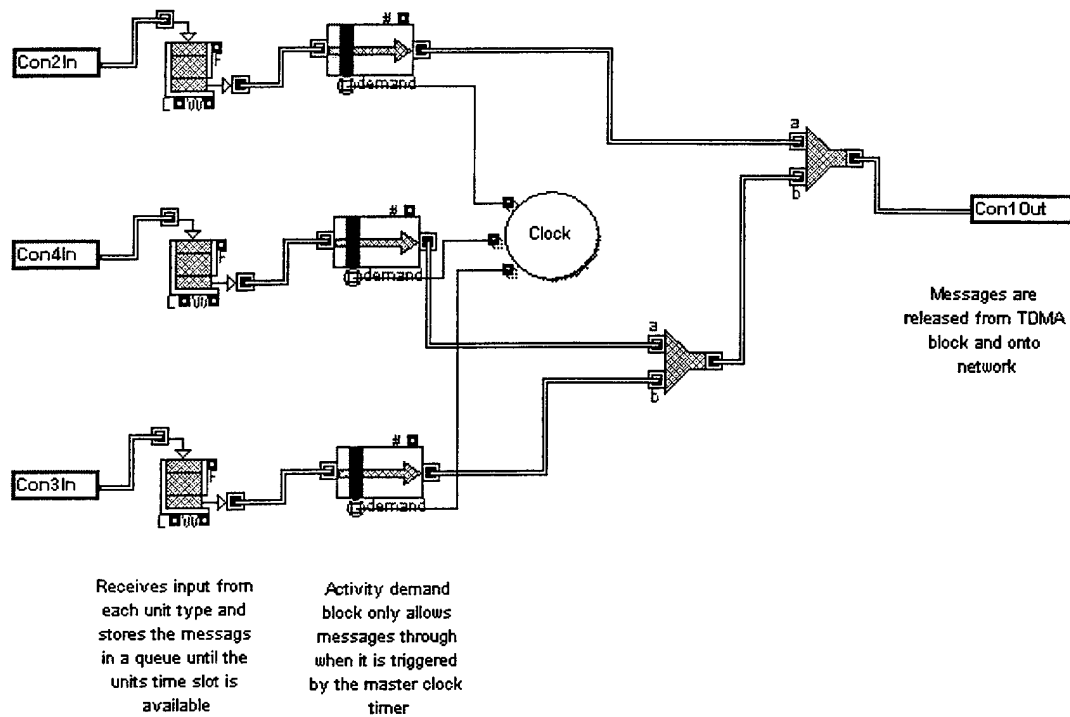 Con2In
#
F
L W
demand
a
b
Con1Out
Con4In
#
F
L W
demand
Clock
Messages are
released from TDMA
block and onto
network
a
b
Con3In
#
F
L W
demand
Receives input from
each unit type and
stores the messags
in a queue until the
units time slot is
available
Activity demand
block only allows
messages through
when it is triggered
by the master clock
timer